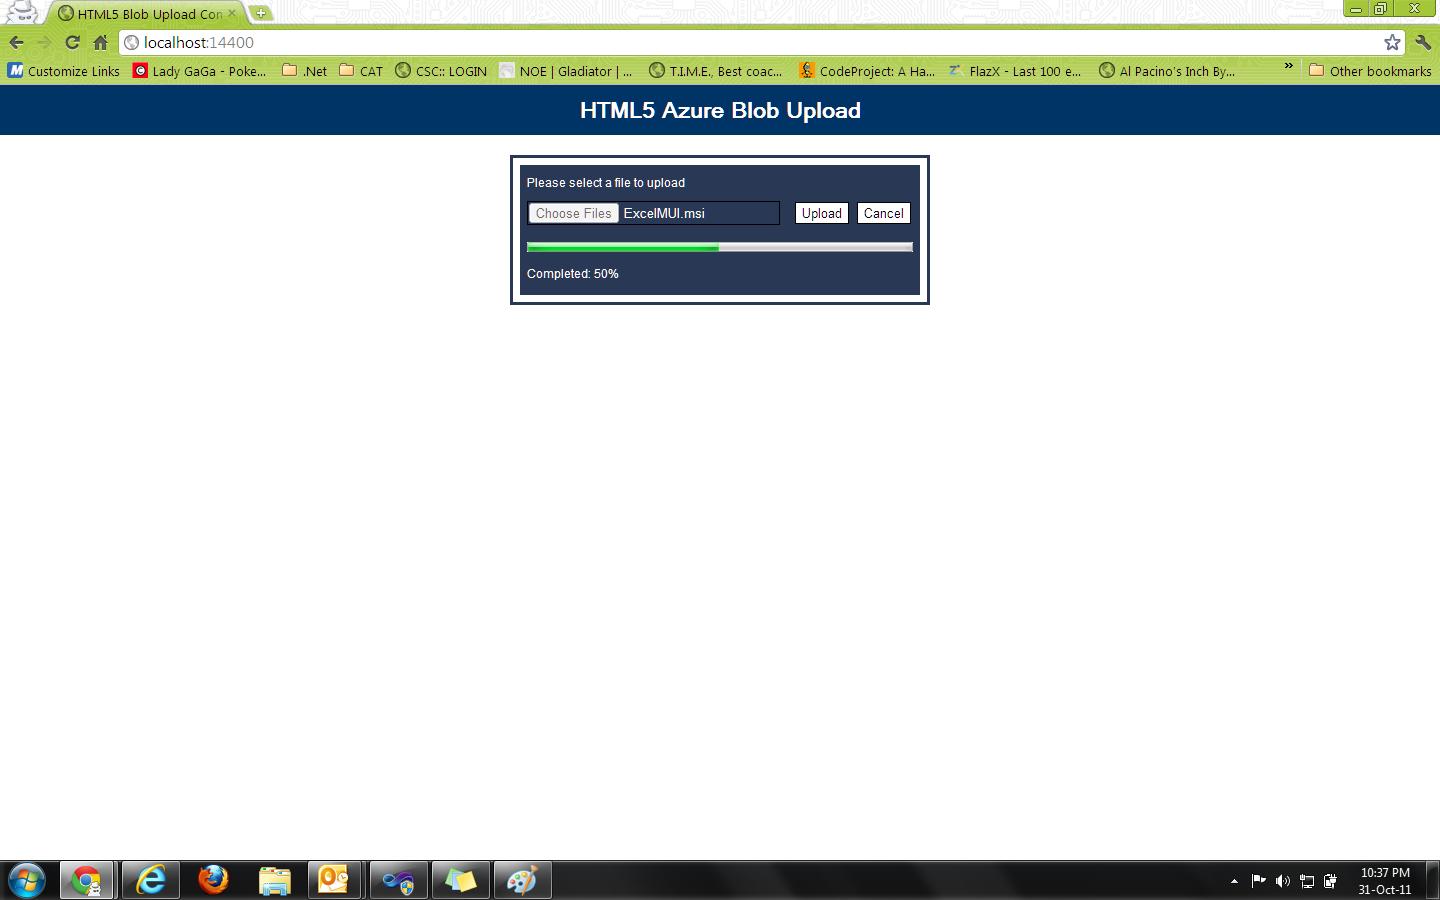 HTML5 Blob Upload Con
localhost:14400
Customize Links Lady GaGa - Poke... .Net CAT CSC:: LOGIN NOE | Gladiator | ... T.I.M.E., Best coac... CodeProject: A Ha... FlazX - Last 100 e... Al Pacino's Inch By... » Other bookmarks
HTML5 Azure Blob Upload
Please select a file to upload
Choose Files ExcelMUI.msi Upload Cancel
Completed: 50%
10:37 PM
31-Oct-11